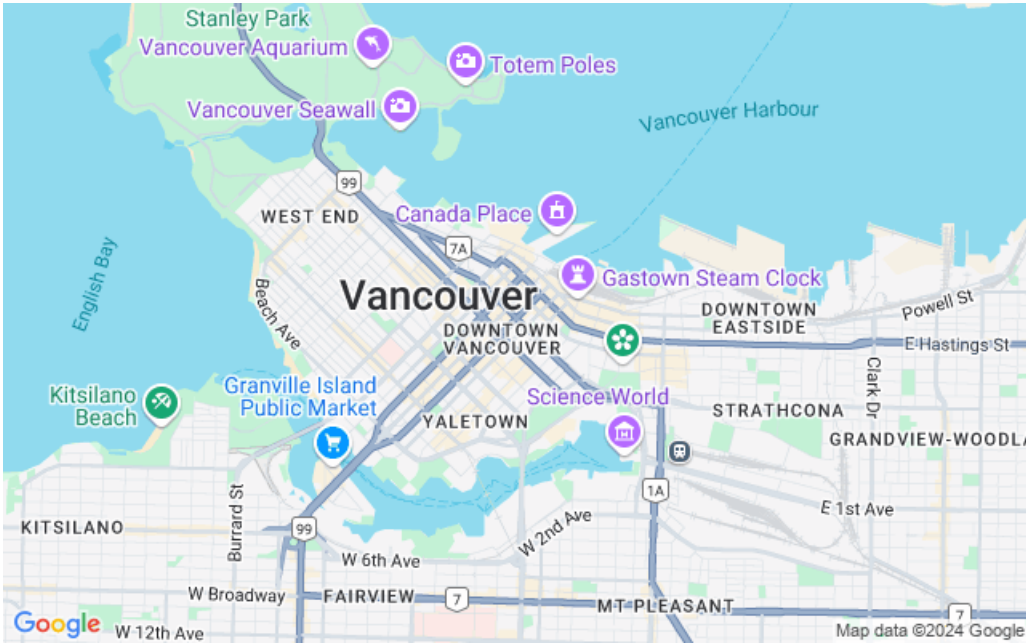 Stanley Park
Vancouver Aquarium
Totem Poles
Vancouver Seawall
Vancouver Harbour
99
WEST END
Canada Place
7A
English Bay
Gastown Steam Clock
Beach Ave
Vancouver
DOWNTOWN
VANCOUVER
DOWNTOWN
EASTSIDE
Powell St
E Hastings St
Kitsilano
Beach
Granville Island
Public Market
Science World
Clark Dr
YALETOWN
STRATHCONA
GRANDVIEW-WOODLA
1A
Burrard St
KITSILANO
99
W 2nd Ave
E 1st Ave
W 6th Ave
W Broadway
FAIRVIEW
7
MT PLEASANT
7
Google
W 12th Ave
Map data ©2024 Google